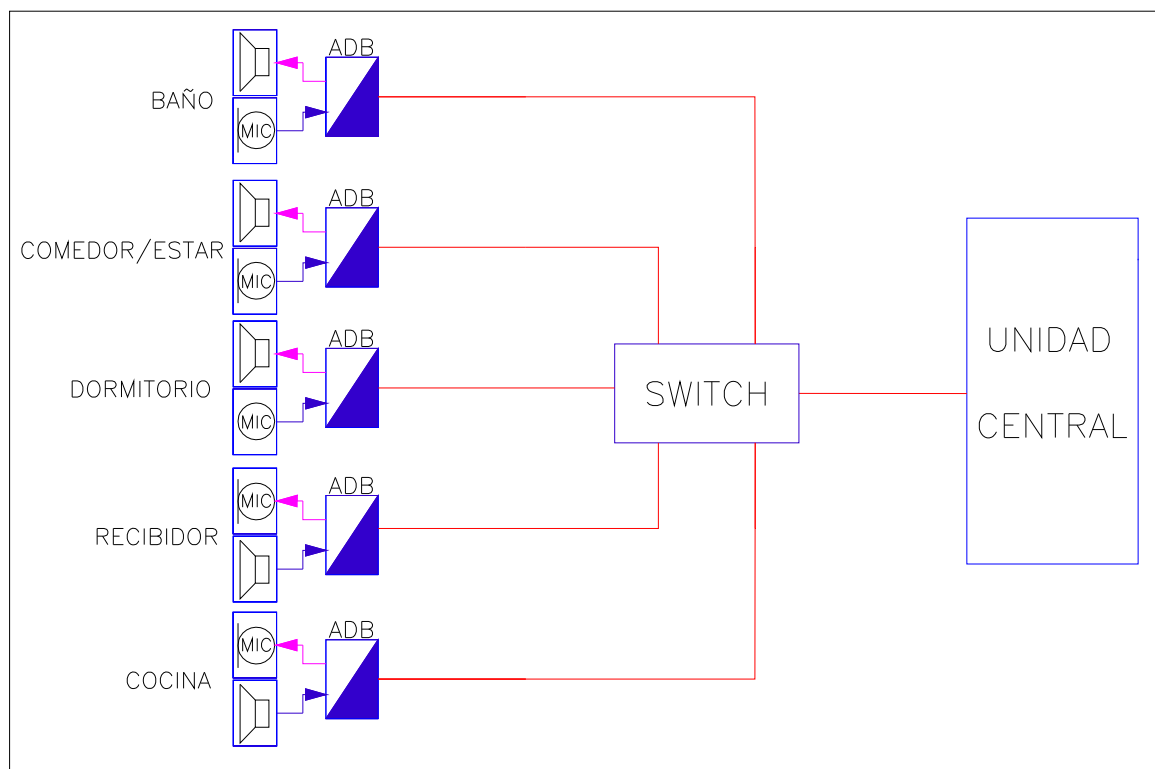 ADB
BAÑO
MIC
ADB
COMEDOR/ESTAR
MIC
ADB
DORMITORIO
MIC
ADB
MIC
RECIBIDOR
ADB
MIC
COCINA
SWITCH
UNIDAD
CENTRAL